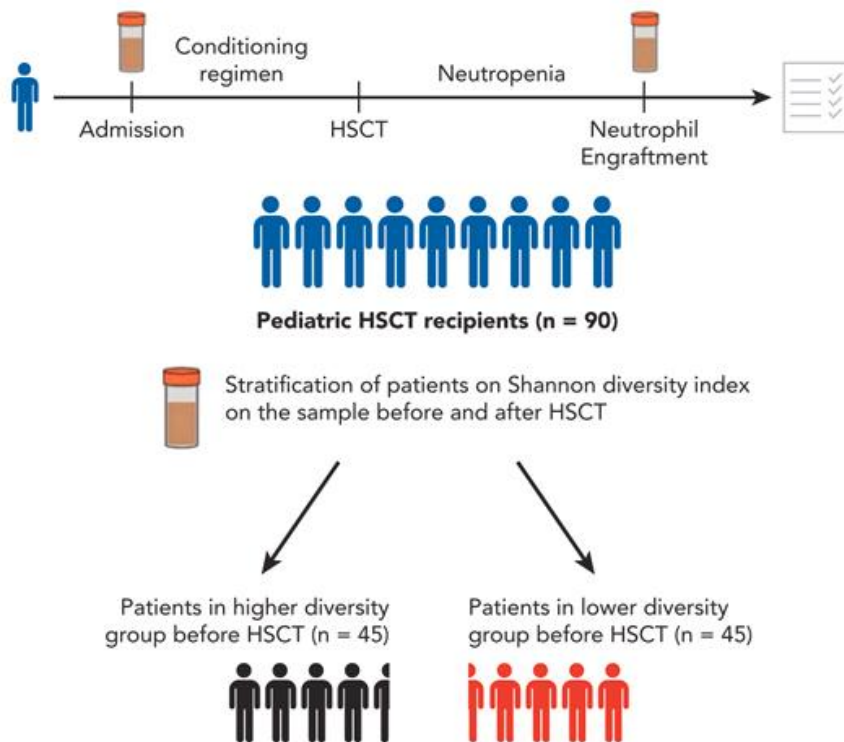 Conditioning
regimen
Neutropenia
Admission
HSCT
Neutrophil
Engraftment
Pediatric HSCT recipients (n = 90)
Stratification of patients on Shannon diversity index
on the sample before and after HSCT
Patients in higher diversity
group before HSCT (n = 45)
Patients in lower diversity
group before HSCT (n = 45)